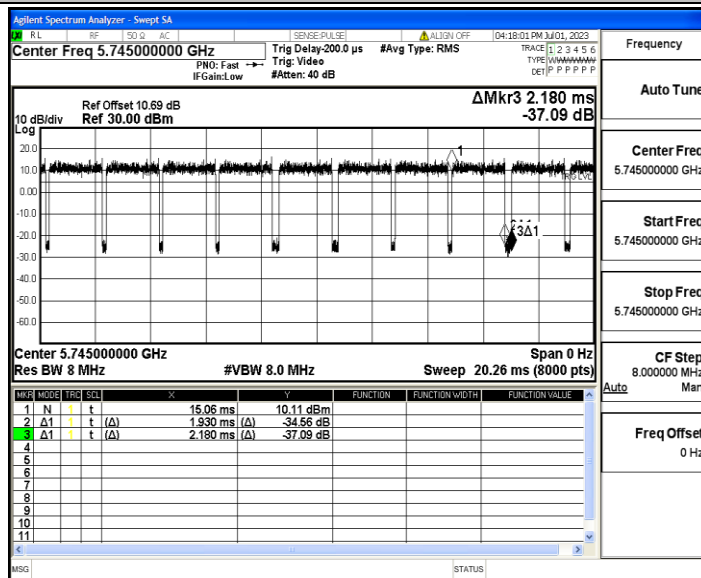 Agilent Spectrum Analyzer - Swept SA
RL RF 50 Ω AC SENSE:PULSE ALIGN OFF 04:18:01 PM Jul 01, 2023
Center Freq 5.745000000 GHz
PNO: Fast
IFGain:Low
Trig Delay-200.0 µs
Trig: Video
#Atten: 40 dB
#Avg Type: RMS
TRACE 1 2 3 4 5 6
TYPE
DET P P P P P P
Ref Offset 10.69 dB
Ref 30.00 dBm
10 dB/div
Log
ΔMkr3 2.180 ms
-37.09 dB
20.0
10.0
0.00
-10.0
-20.0
-30.0
-40.0
-50.0
-60.0
1
TRIG LVL
3Δ1
Center 5.745000000 GHz Span 0 Hz
Res BW 8 MHz #VBW 8.0 MHz Sweep 20.26 ms (8000 pts)
MKR MODE TRC SCL X Y FUNCTION FUNCTION WIDTH FUNCTION VALUE
1 N t 15.06 ms 10.11 dBm
2 Δ1 t (Δ) 1.930 ms (Δ) -34.56 dB
3 Δ1 t (Δ) 2.180 ms (Δ) -37.09 dB
4
5
6
7
8
9
10
11
MSG STATUS
Frequency
Auto Tune
Center Freq
5.745000000 GHz
Start Freq
5.745000000 GHz
Stop Freq
5.745000000 GHz
CF Step
8.000000 MHz
Auto Man
Freq Offset
0 Hz